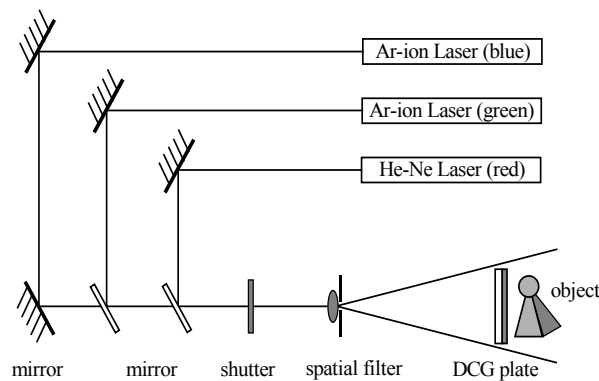 Ar-ion Laser (blue)
Ar-ion Laser (green)
He-Ne Laser (red)
object
mirror mirror shutter spatial filter DCG plate